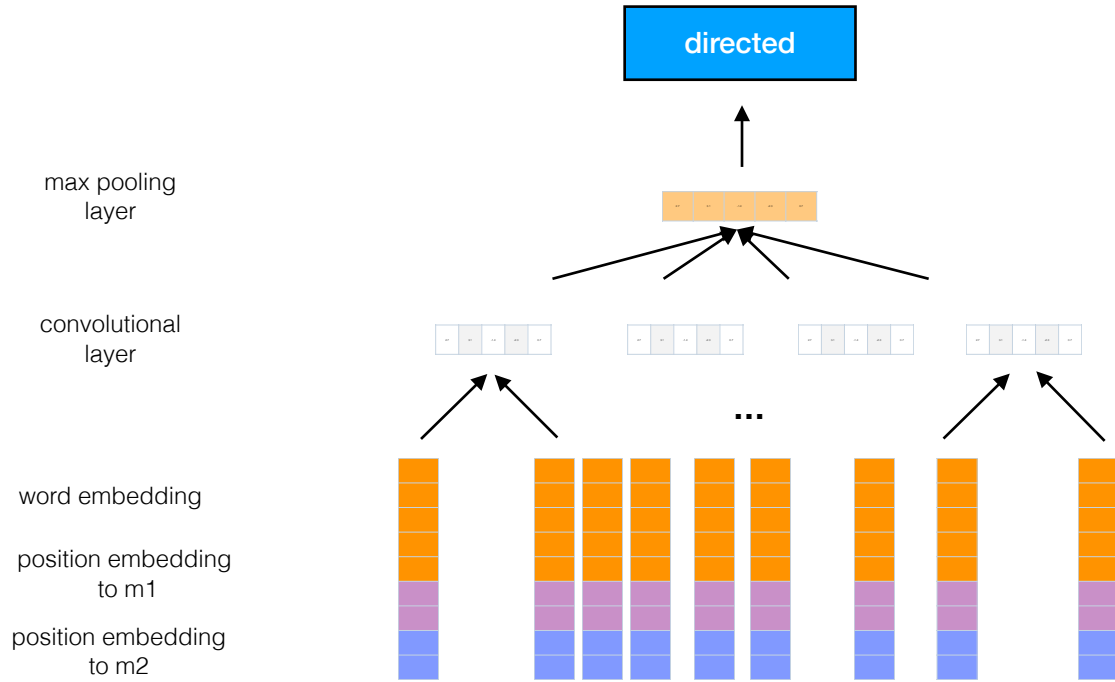 directed
max pooling
layer
convolutional
layer
...
word embedding
position embedding
to m1
position embedding
to m2